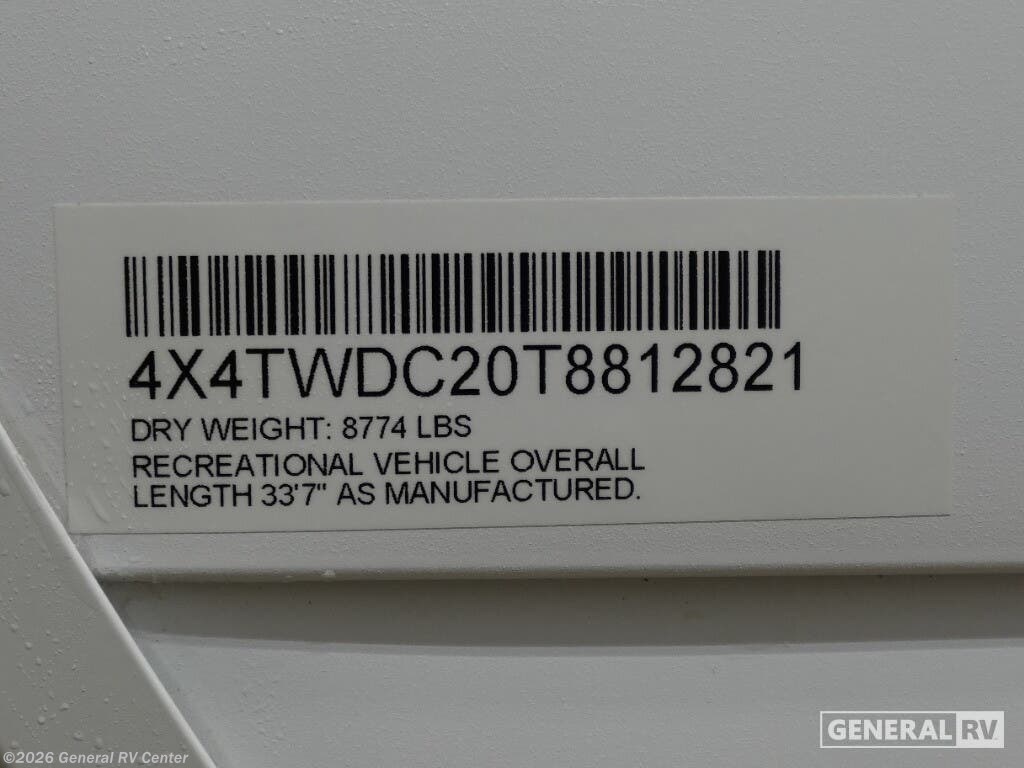 4X4TWDC20T8812821
DRY WEIGHT: 8774 LBS
RECREATIONAL VEHICLE OVERALL
LENGTH 33'7" AS MANUFACTURED.
GENERAL RV
©2026 General RV Center